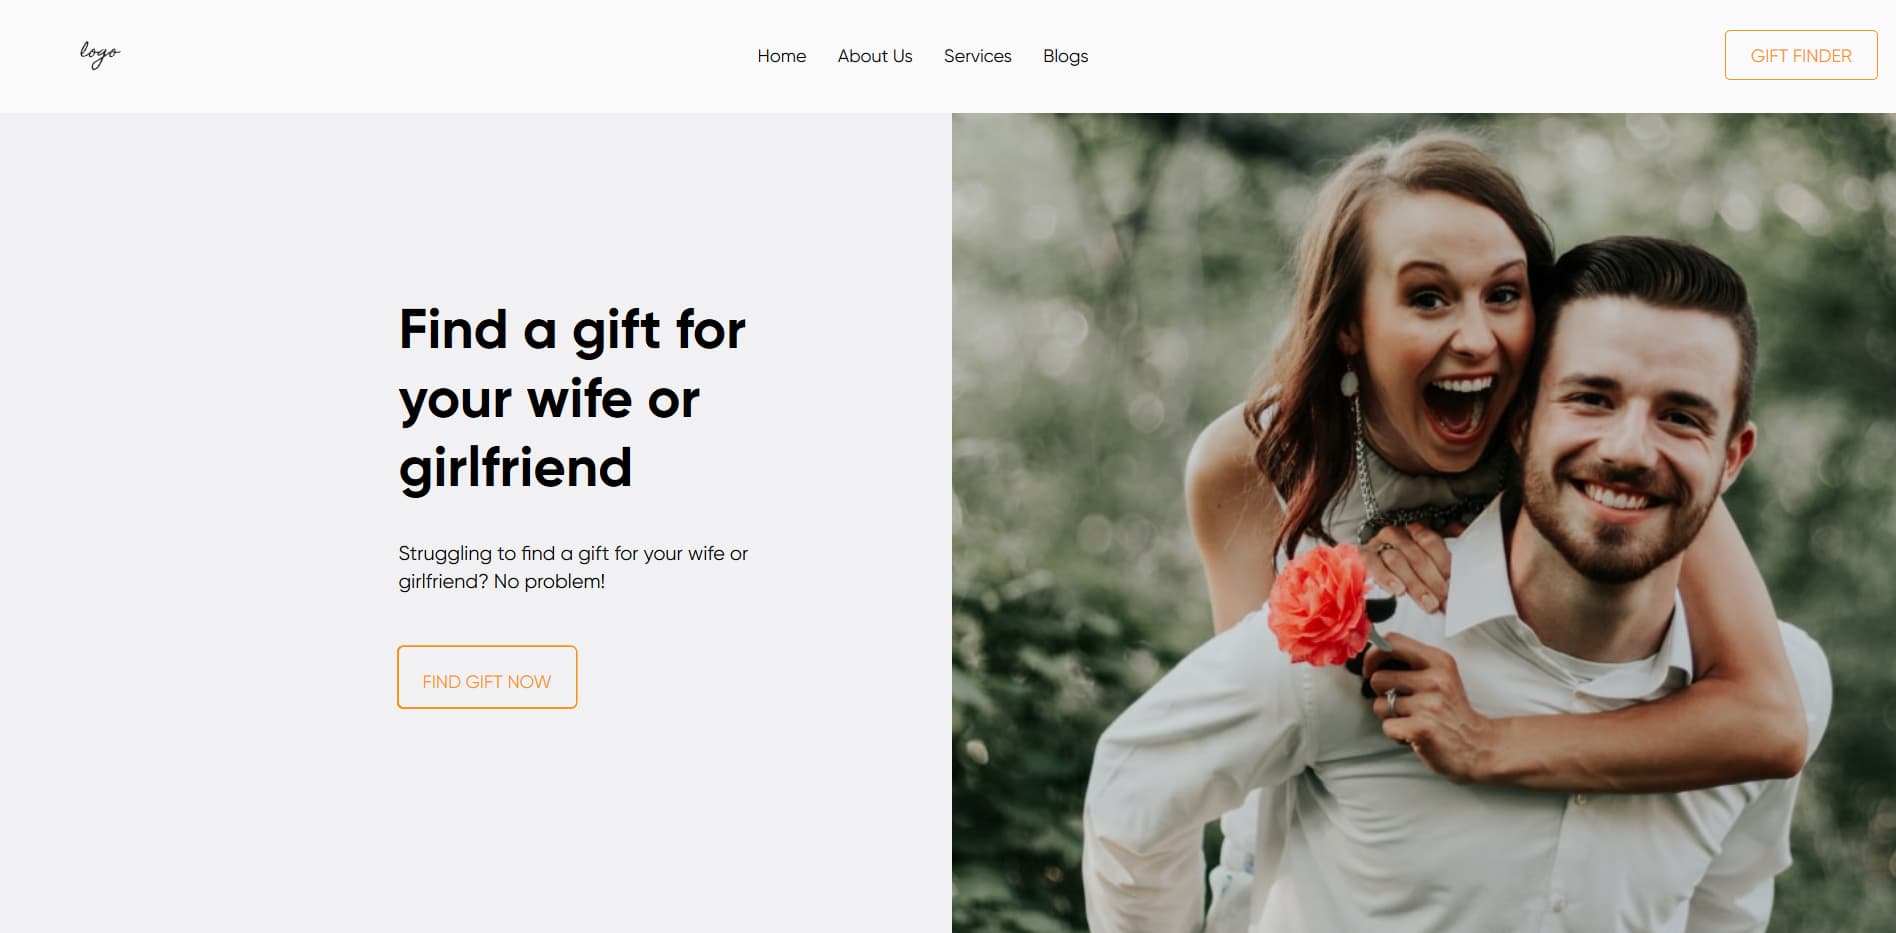 logo
Home
About Us
Services
Blogs
GIFT FINDER
Find a gift for
your wife or
girlfriend
Struggling to find a gift for your wife or
girlfriend? No problem!
FIND GIFT NOW